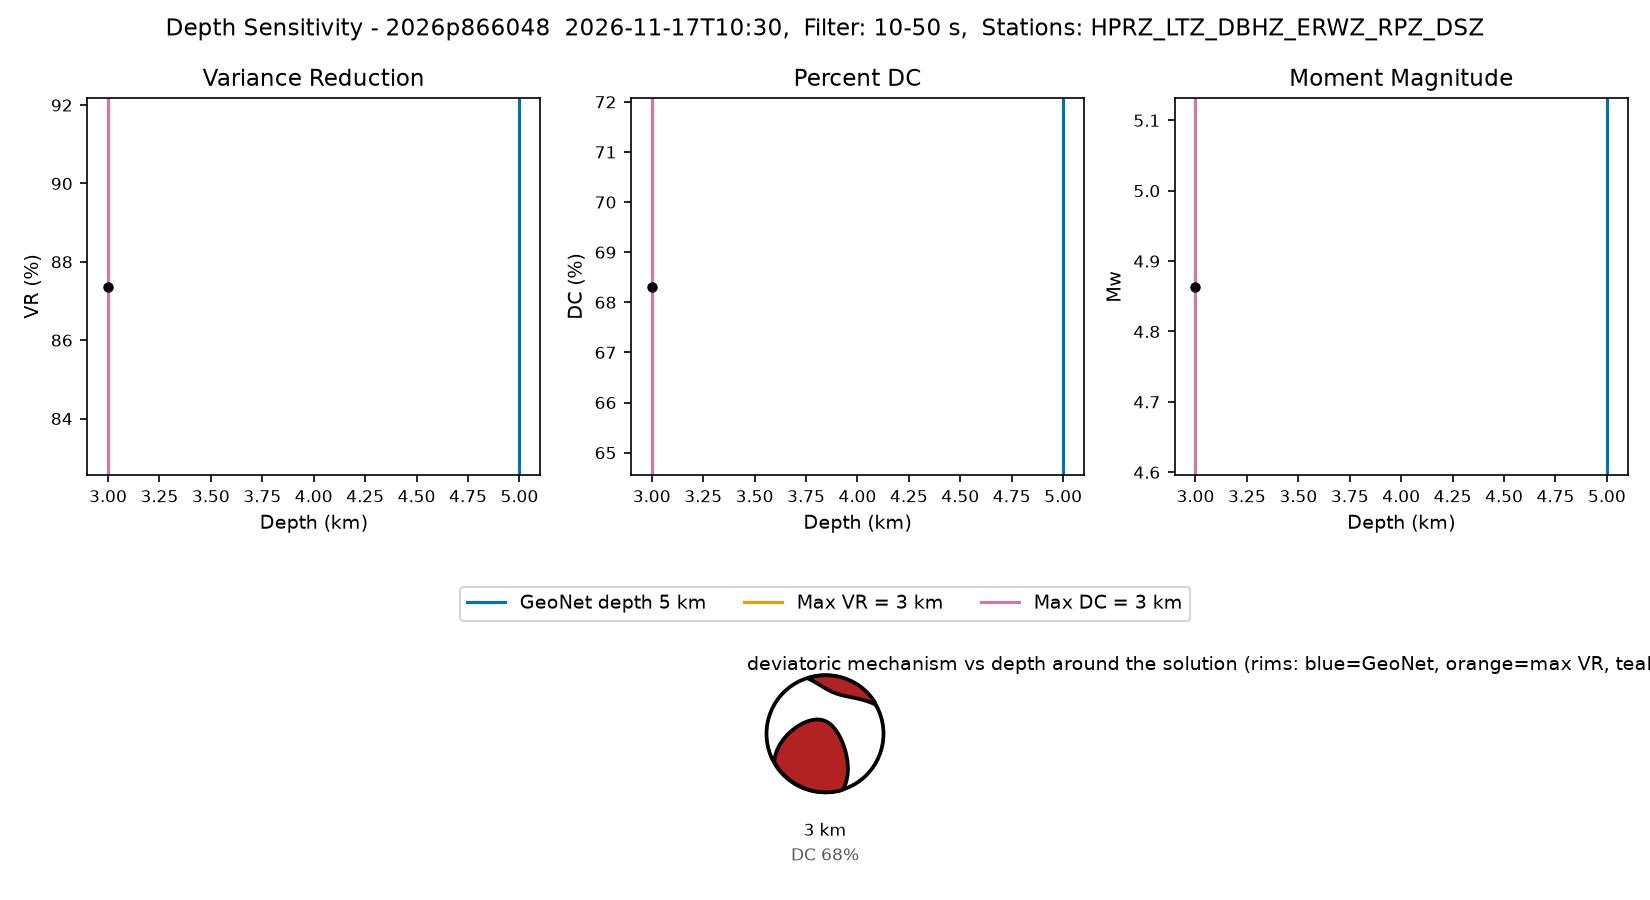 Depth Sensitivity - 2026p866048  2026-11-17T10:30,  Filter: 10-50 s,  Stations: HPRZ_LTZ_DBHZ_ERWZ_RPZ_DSZ
Variance Reduction
VR (%)
92
90
88
86
84
3.00 3.25 3.50 3.75 4.00 4.25 4.50 4.75 5.00
Depth (km)
Percent DC
DC (%)
72
71
70
69
68
67
66
65
3.00 3.25 3.50 3.75 4.00 4.25 4.50 4.75 5.00
Depth (km)
Moment Magnitude
Mw
5.1
5.0
4.9
4.8
4.7
4.6
3.00 3.25 3.50 3.75 4.00 4.25 4.50 4.75 5.00
Depth (km)
GeoNet depth 5 km  Max VR = 3 km  Max DC = 3 km
deviatoric mechanism vs depth around the solution (rims: blue=GeoNet, orange=max VR, teal
3 km
DC 68%